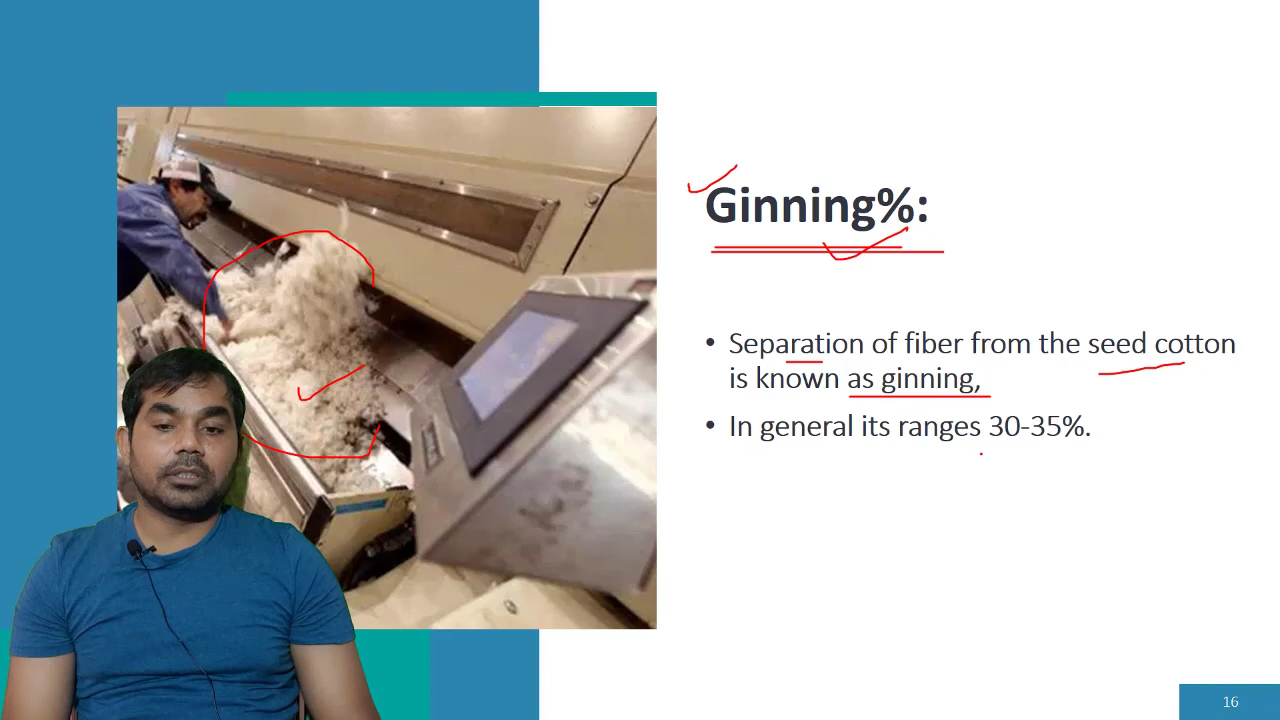 Ginning%:
• Separation of fiber from the seed cotton
is known as ginning,
• In general its ranges 30-35%.
16